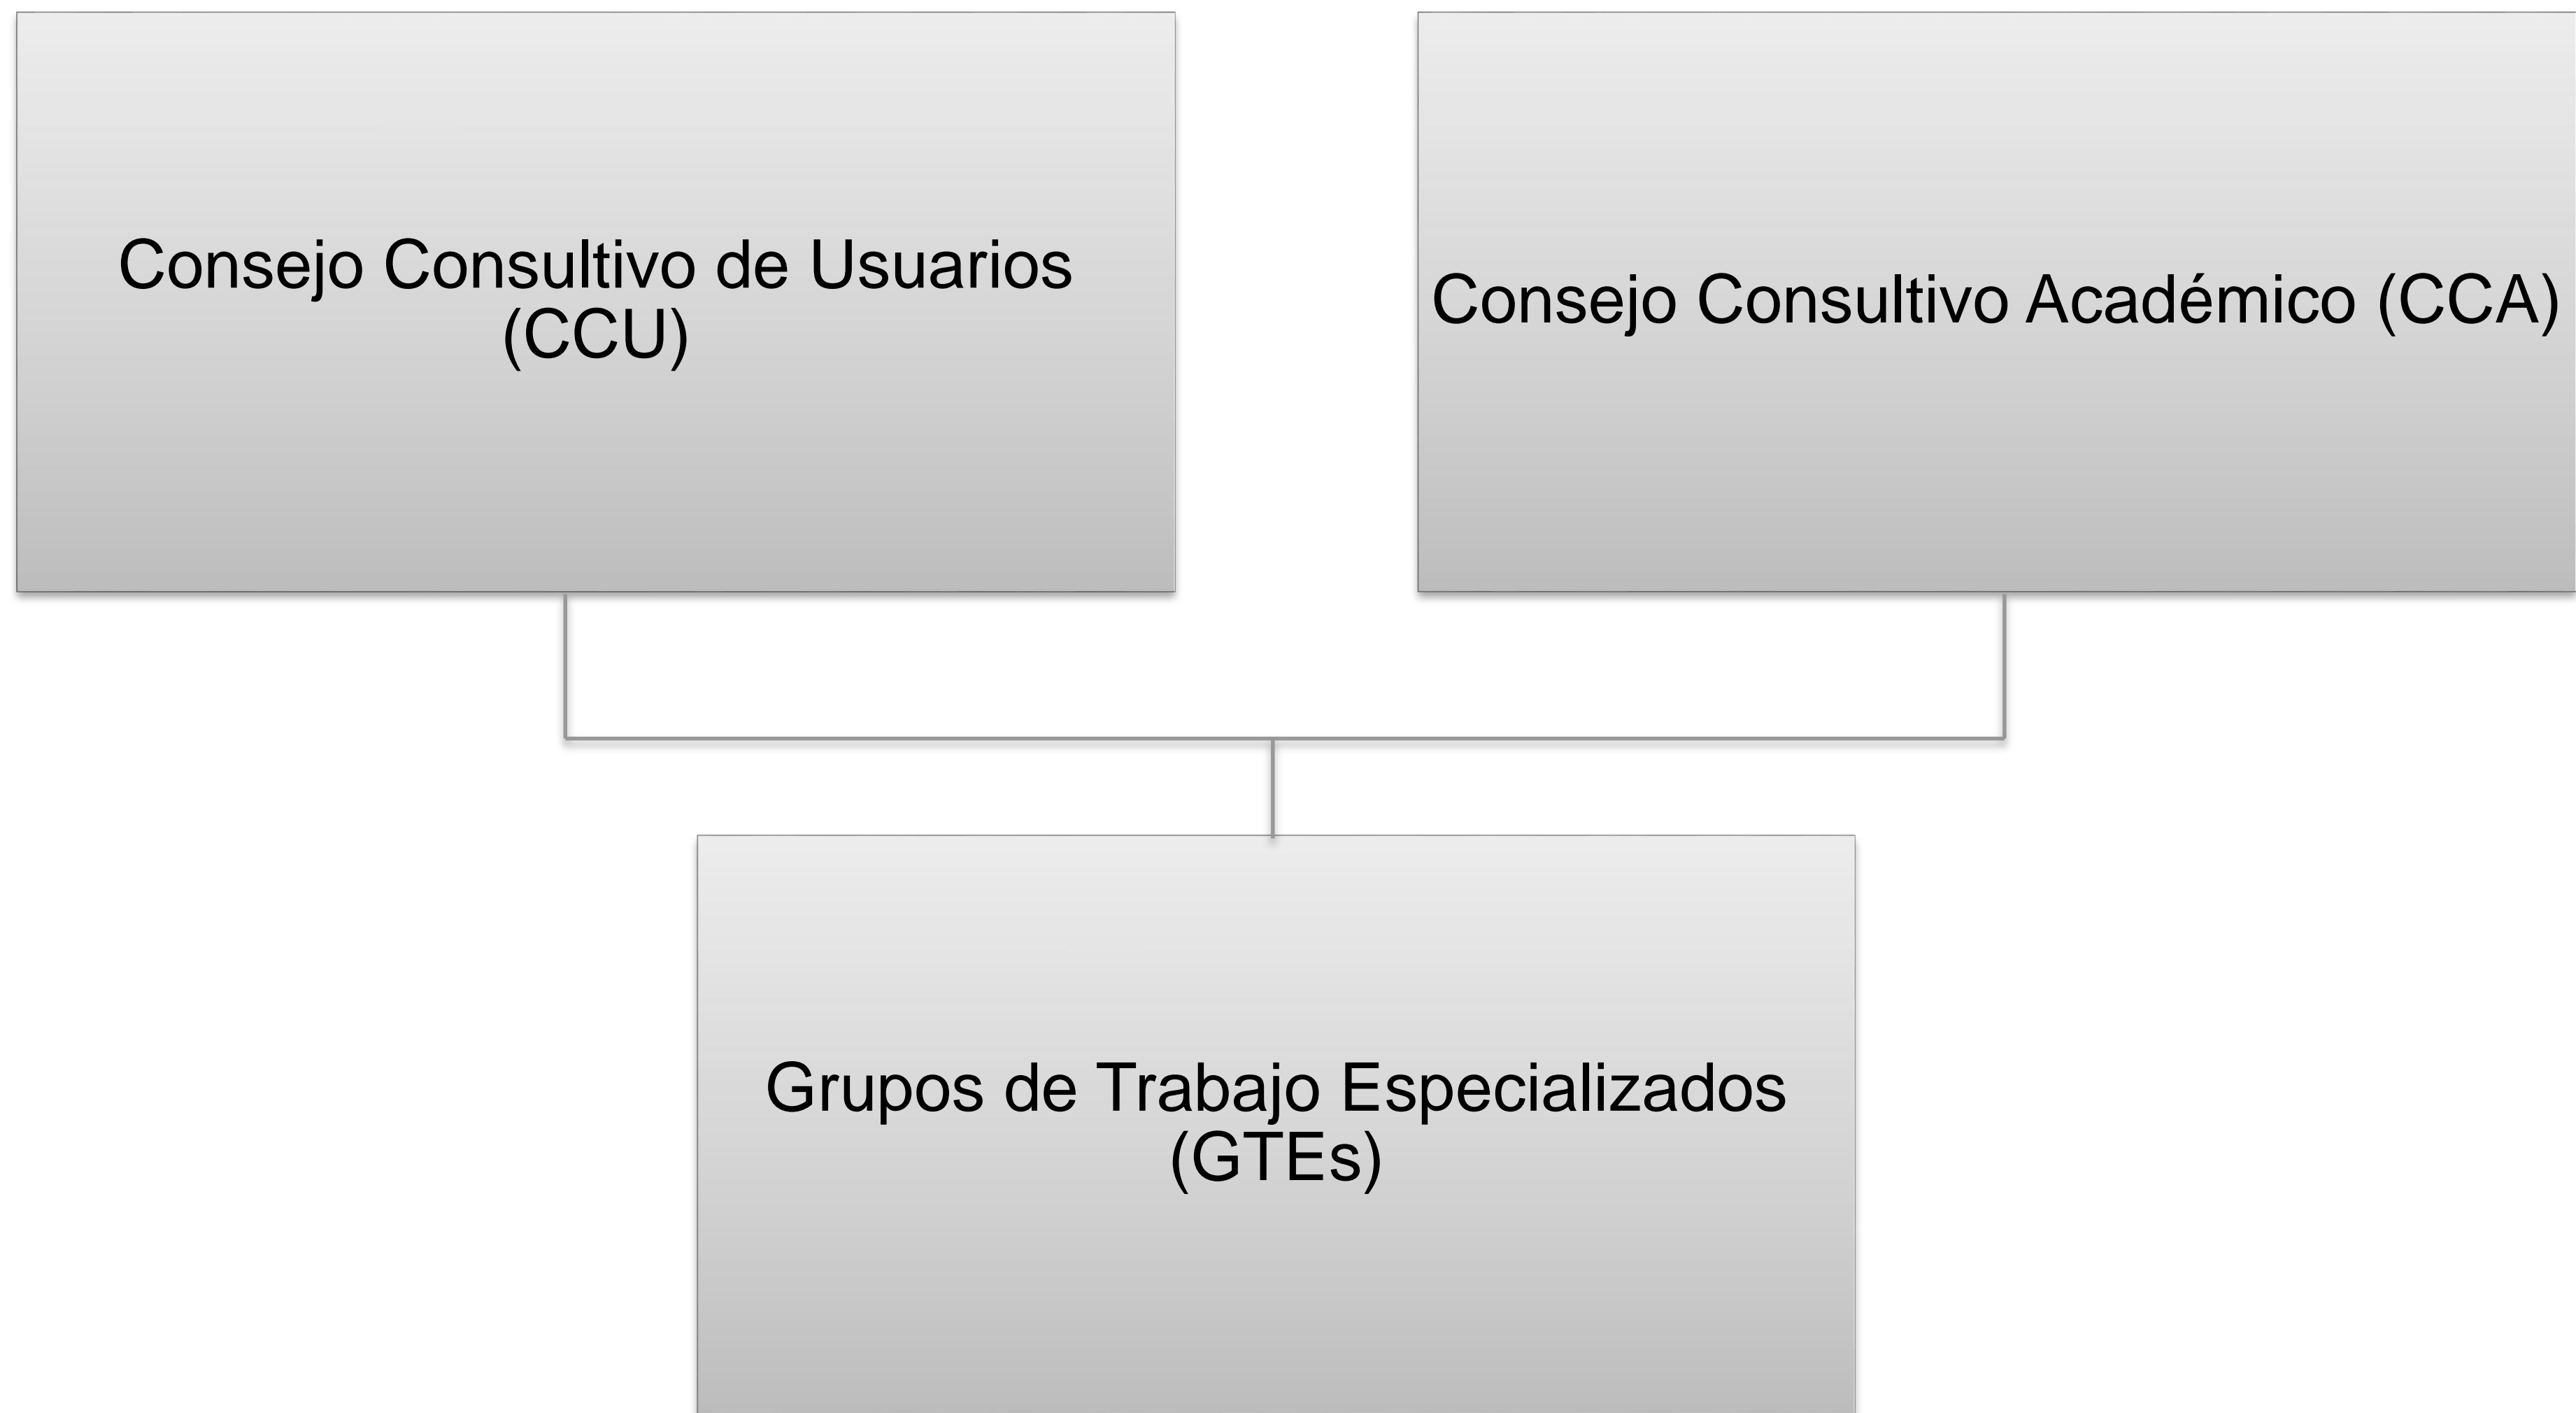 Consejo Consultivo de Usuarios
(CCU)
Consejo Consultivo Académico (CCA)
Grupos de Trabajo Especializados
(GTEs)